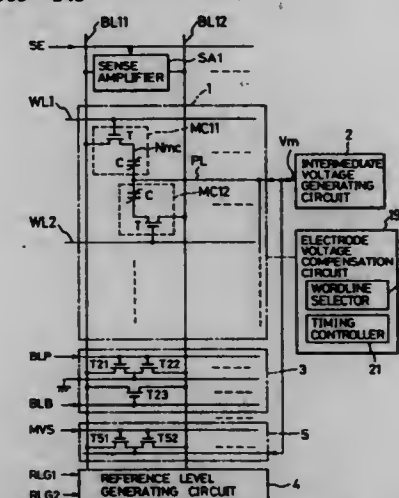 BL11 BL12
SE
SENSE AMPLIFIER
SA1
WL1
1
MC11
T
Nmc
C
PL
Vm
2
INTERMEDIATE VOLTAGE GENERATING CIRCUIT
C
MC12
T
WL2
19
ELECTRODE VOLTAGE COMPENSATION CIRCUIT
WORDLINE SELECTOR
TIMING CONTROLLER
21
BLP
T21 T22
3
T23
BLB
MVS
T51 T52
5
RLG1
RLG2
REFERENCE LEVEL GENERATING CIRCUIT
4